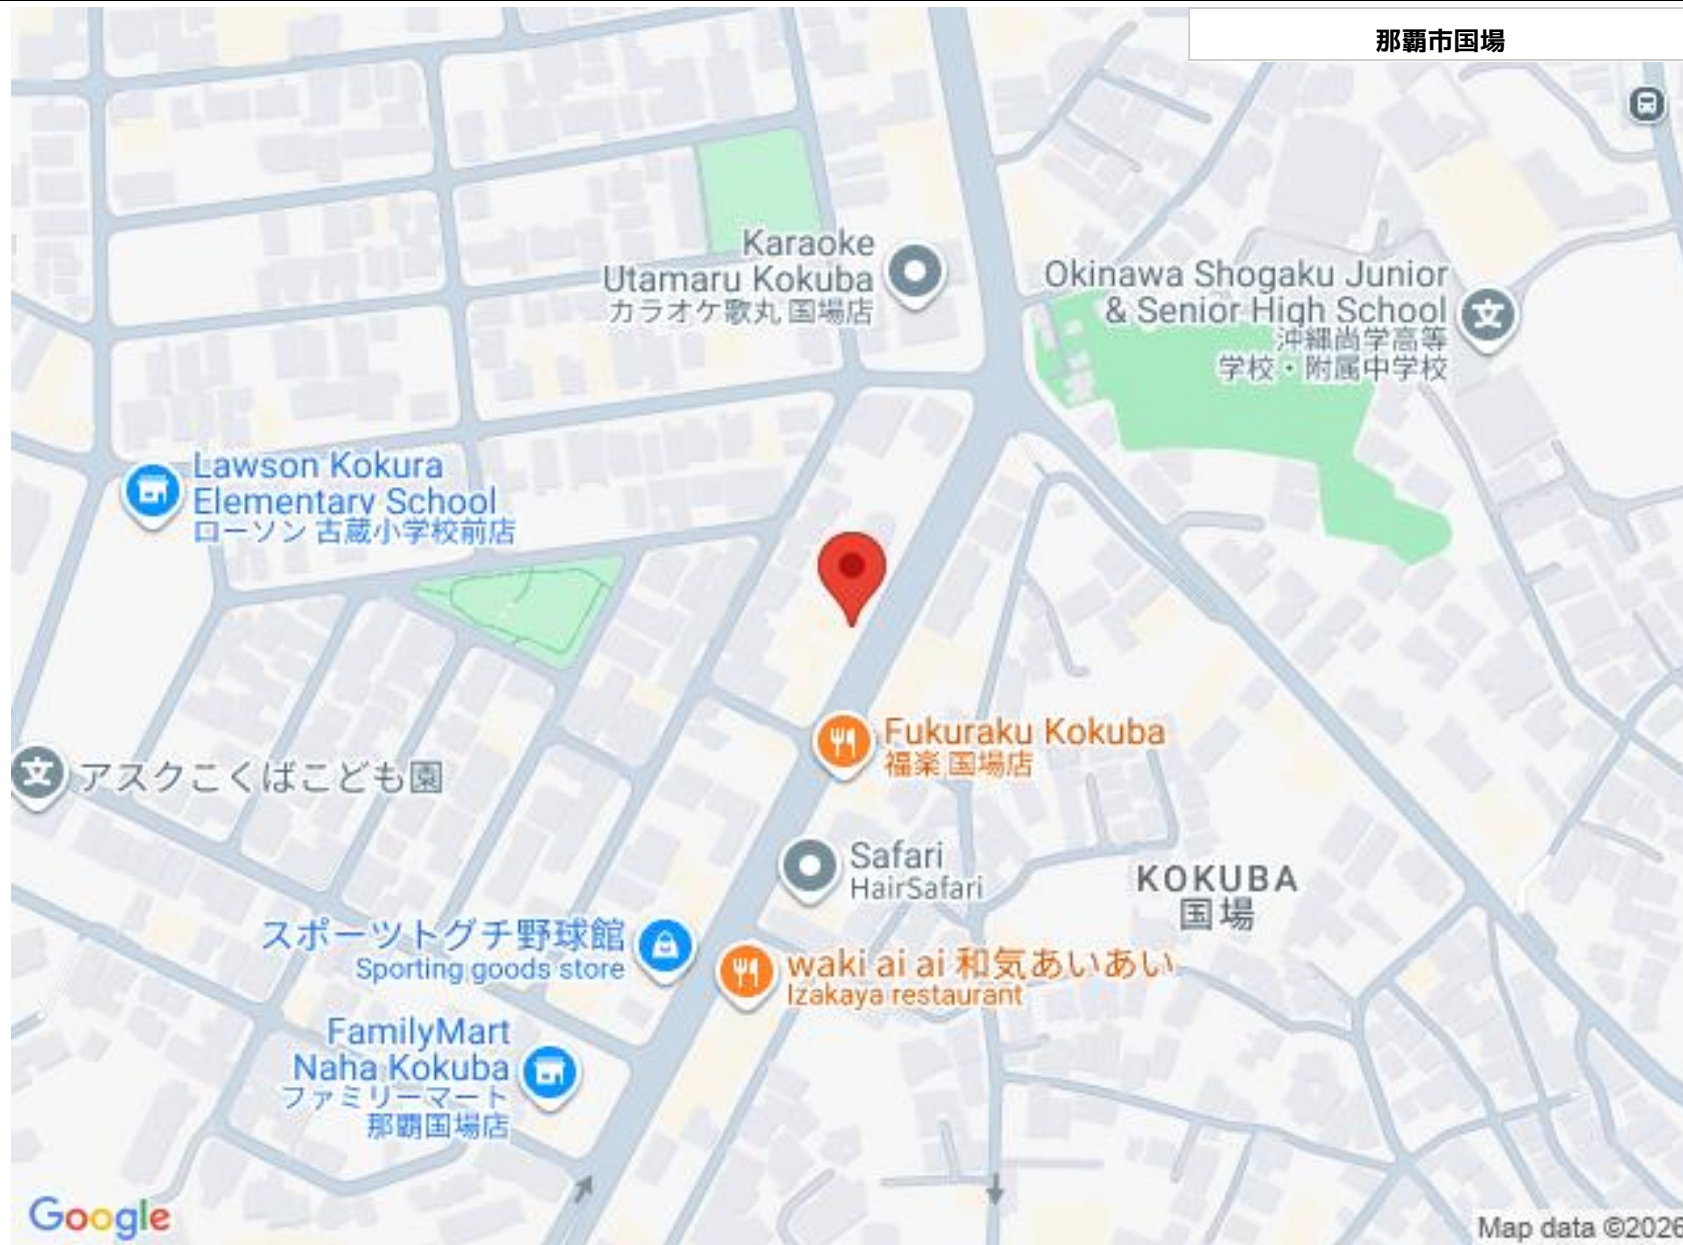 那覇市国場
Karaoke
Utamaru Kokuba
カラオケ歌丸 国場店
Okinawa Shogaku Junior
& Senior High School
沖縄尚学高等
学校・附属中学校
Lawson Kokura
Elementary School
ローソン 古蔵小学校前店
Fukuraku Kokuba
福楽 国場店
アスクこくばこども園
Safari
HairSafari
KOKUBA
国場
スポーツトグチ野球館
Sporting goods store
waki ai ai 和気あいあい
Izakaya restaurant
FamilyMart
Naha Kokuba
ファミリーマート
那覇国場店
Google
Map data ©2026